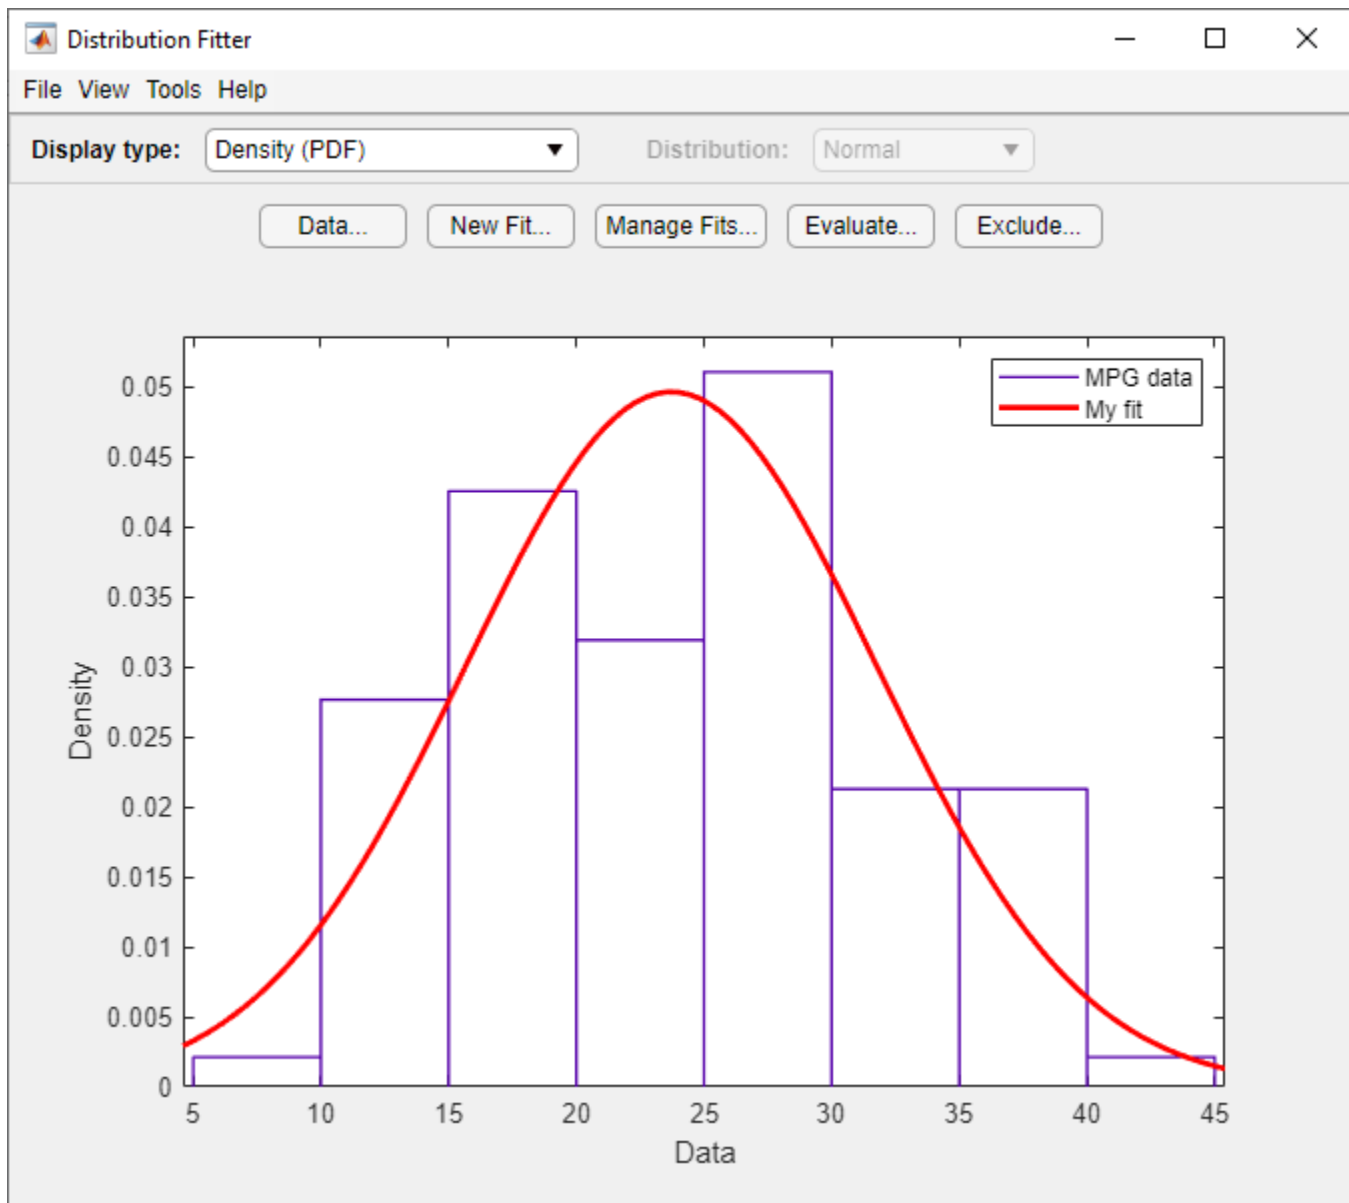 Distribution Fitter
File View Tools Help
Display type: Density (PDF) Distribution: Normal
Data... New Fit... Manage Fits... Evaluate... Exclude...
MPG data
My fit
0.05
0.045
0.04
0.035
0.03
0.025
0.02
0.015
0.01
0.005
0
Density
5 10 15 20 25 30 35 40 45
Data